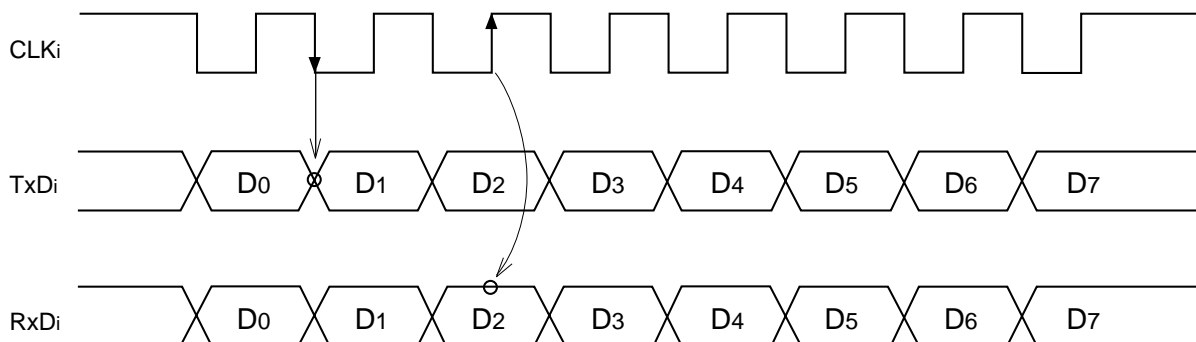 CLKi
TxDi D0 D1 D2 D3 D4 D5 D6 D7
RxDi D0 D1 D2 D3 D4 D5 D6 D7